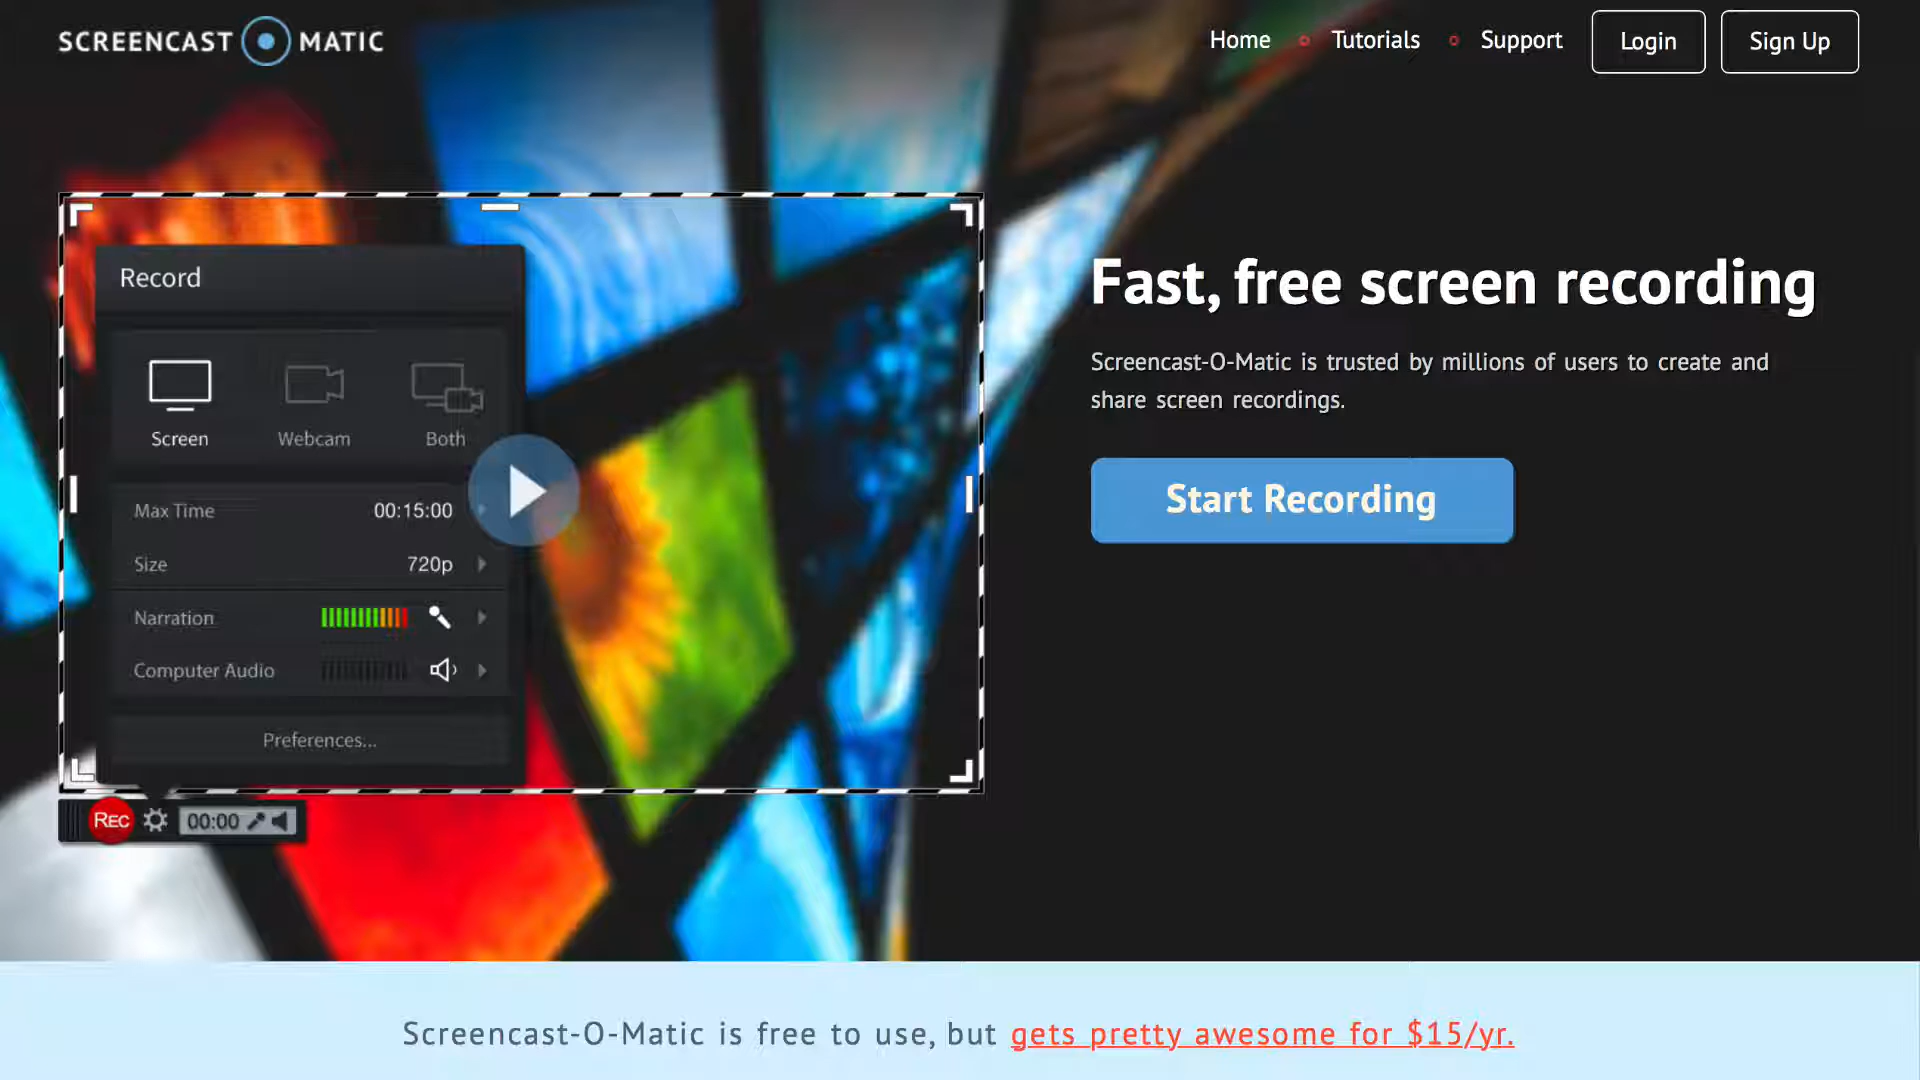 SCREENCAST MATIC
Home Tutorials Support Login Sign Up
Record
Screen Webcam Both
Max Time 00:15:00
Size 720p
Narration
Computer Audio
Preferences...
REC 00:00
Fast, free screen recording
Screencast-O-Matic is trusted by millions of users to create and
share screen recordings.
Start Recording
Screencast-O-Matic is free to use, but gets pretty awesome for $15/yr.